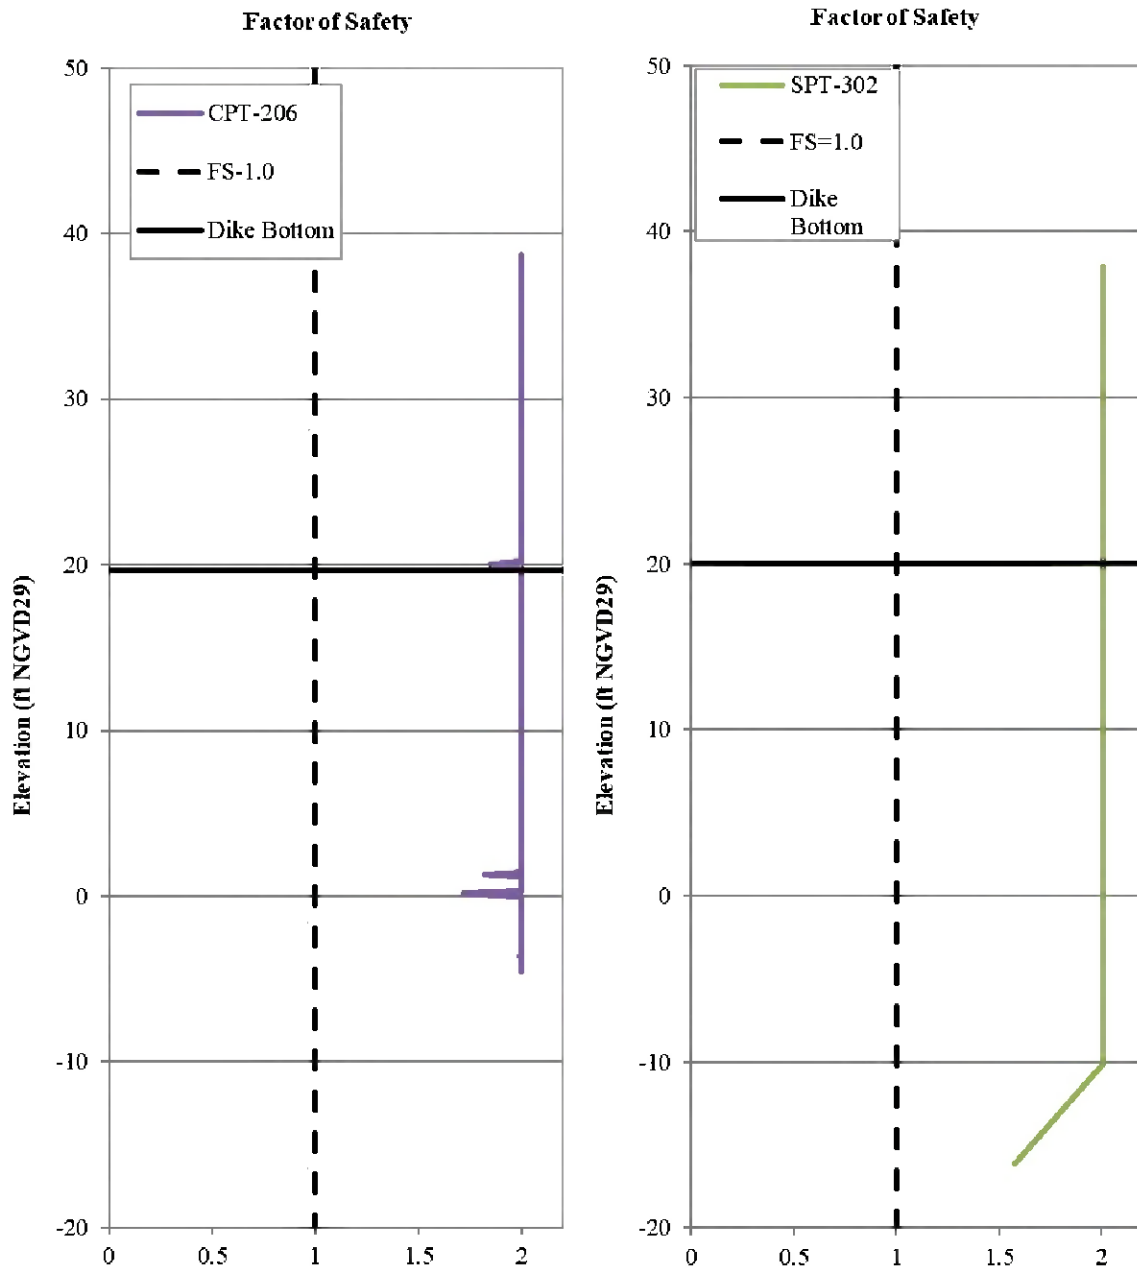 Factor of Safety
50
40
30
20
10
0
-10
-20
Elevation (ft NGVD29)
CPT-206
FS-1.0
Dike Bottom
0
0.5
1
1.5
2
Factor of Safety
50
40
30
20
10
0
-10
-20
Elevation (ft NGVD29)
SPT-302
FS=1.0
Dike
Bottom
0
0.5
1
1.5
2